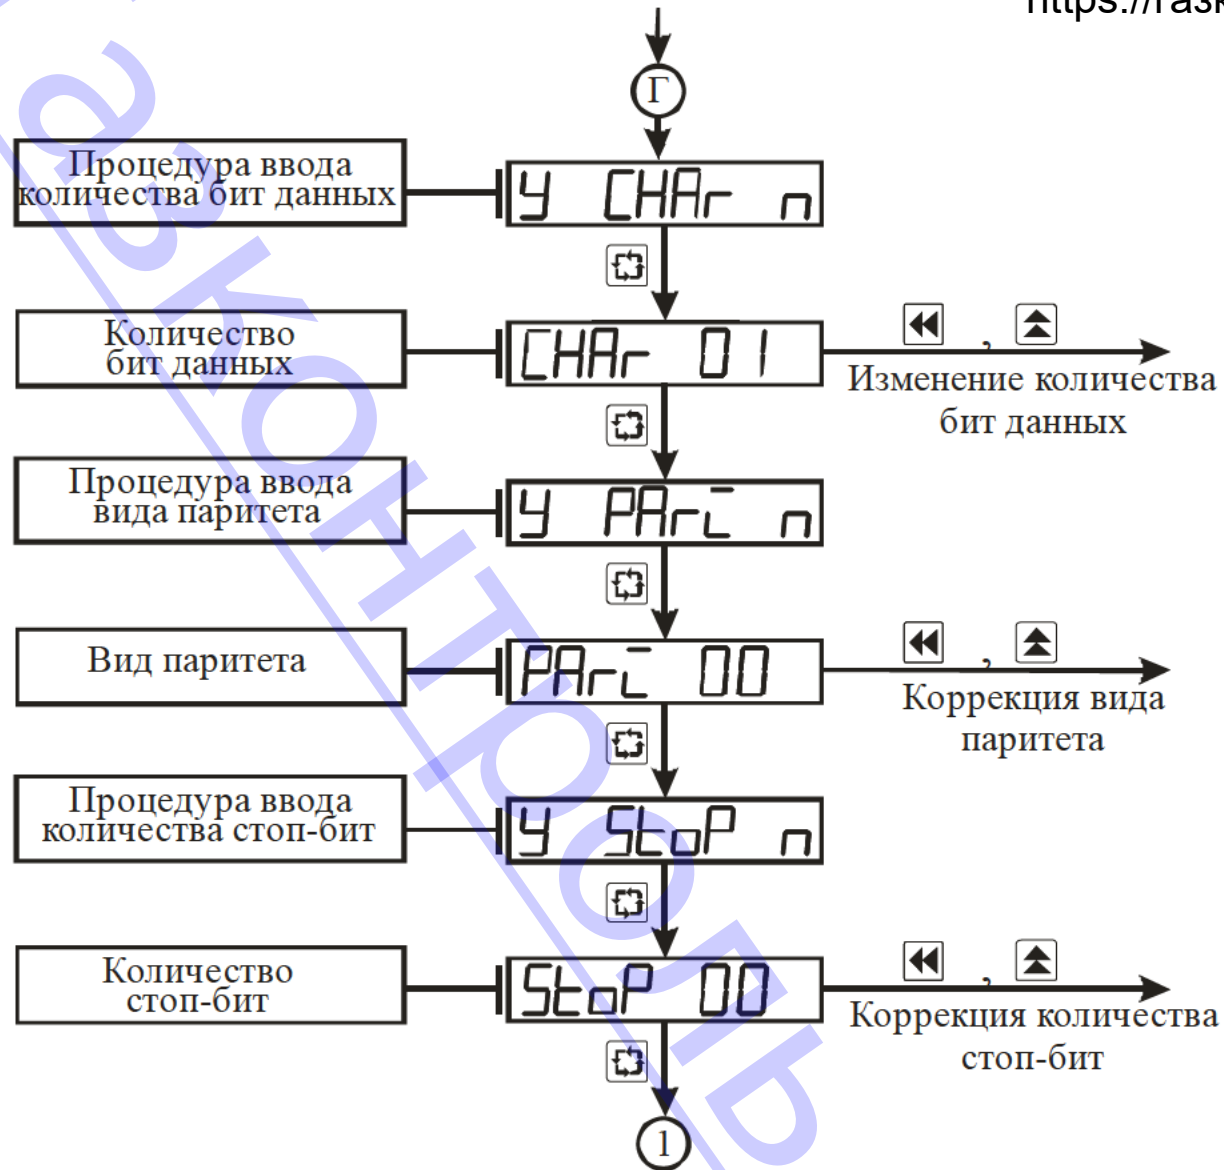 https://газк
Г
Процедура ввода
количества бит данных
У CHAr n
Количество
бит данных
CHAr 01
,
Изменение количества
бит данных
Процедура ввода
вида паритета
У PAri n
Вид паритета
PAri 00
,
Коррекция вида
паритета
Процедура ввода
количества стоп-бит
У StoP n
Количество
стоп-бит
StoP 00
,
Коррекция количества
стоп-бит
1
азконтроль